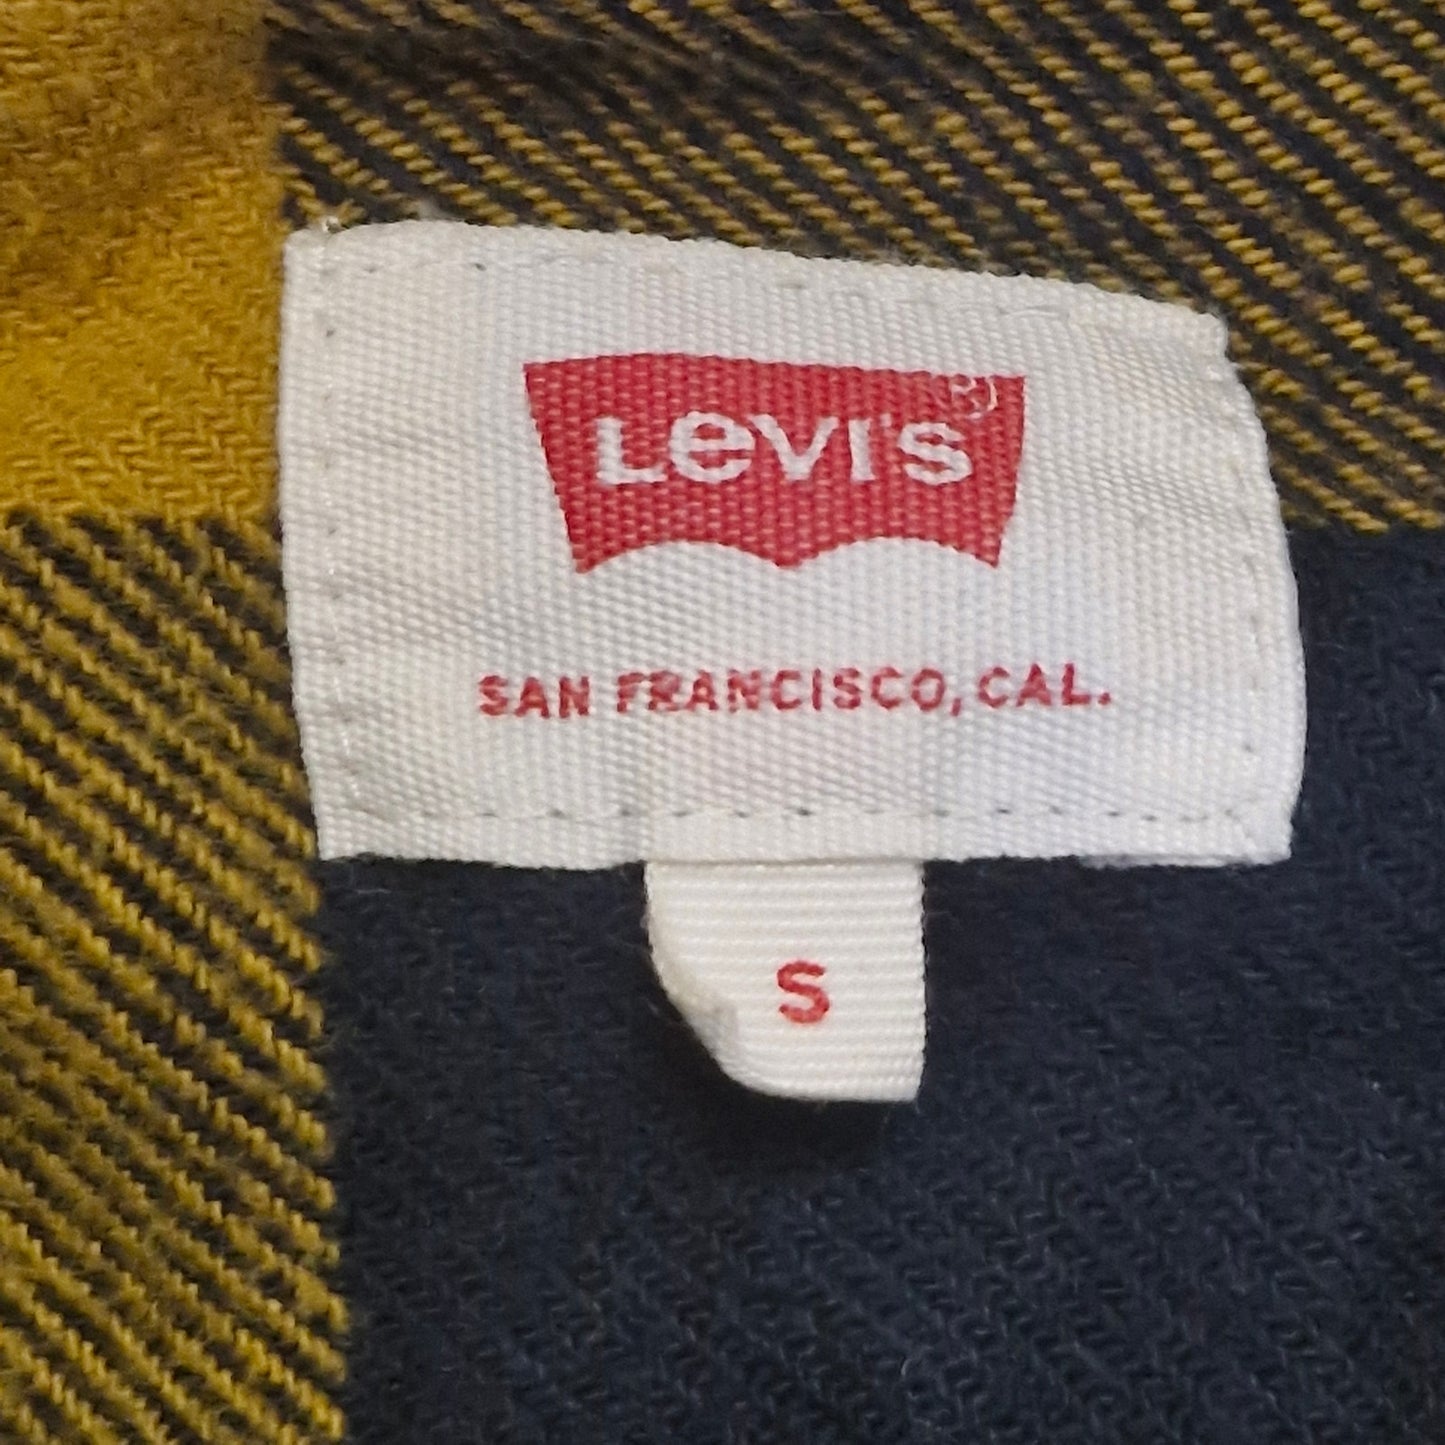 Levi's®
SAN FRANCISCO, CAL.
S